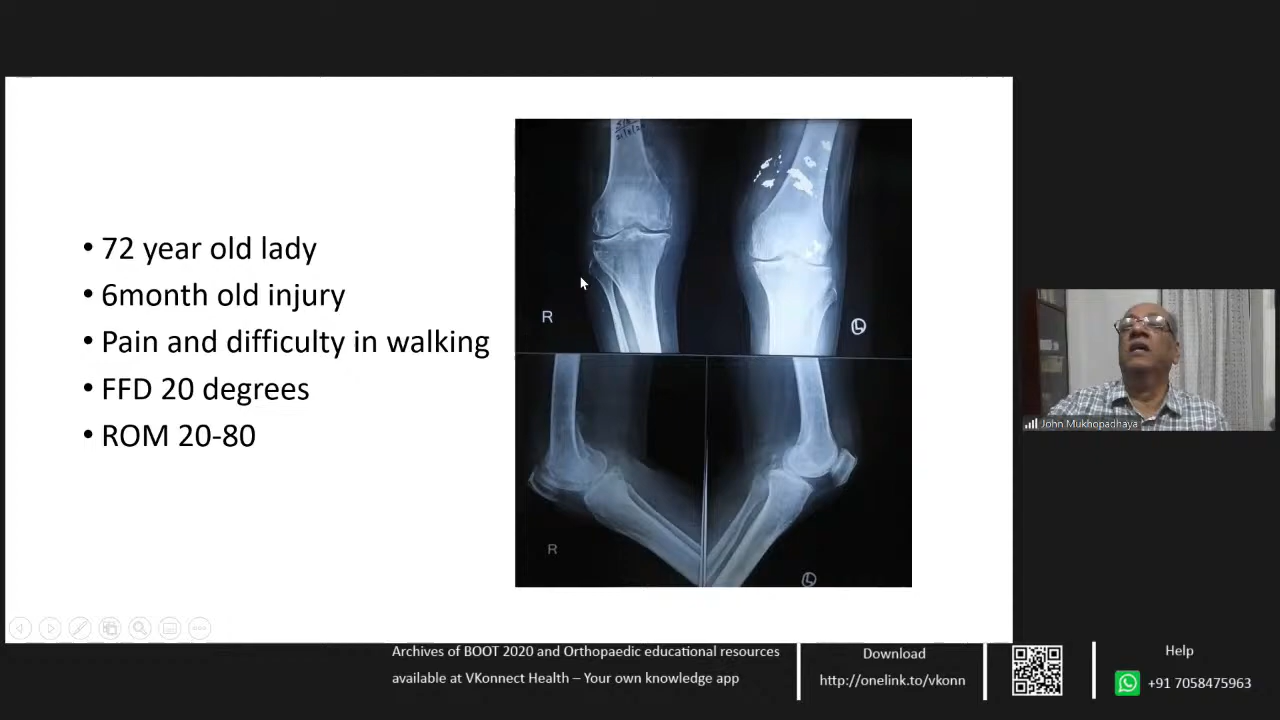 • 72 year old lady
• 6month old injury
• Pain and difficulty in walking
• FFD 20 degrees
• ROM 20-80
R
L
R
L
John Mukhopadhaya
Archives of BOOT 2020 and Orthopaedic educational resources
available at VKonnect Health – Your own knowledge app
Download
http://onelink.to/vkonn
Help
+91 7058475963